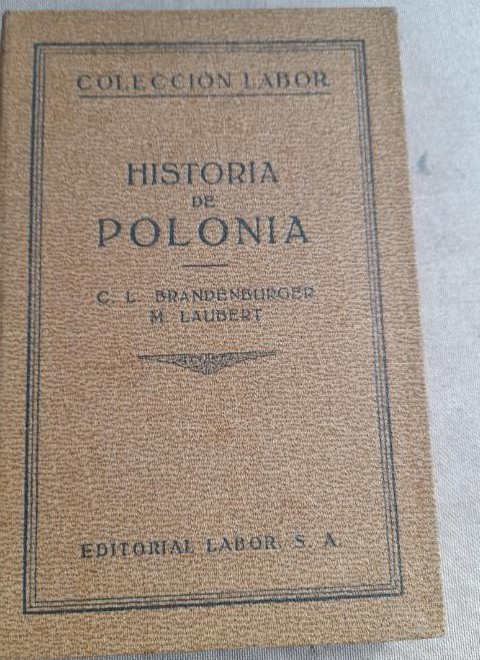 COLECCIÓN LABOR
HISTORIA
DE
POLONIA
C. L. BRANDENBURGER
M. LAUBERT
EDITORIAL LABOR, S. A.